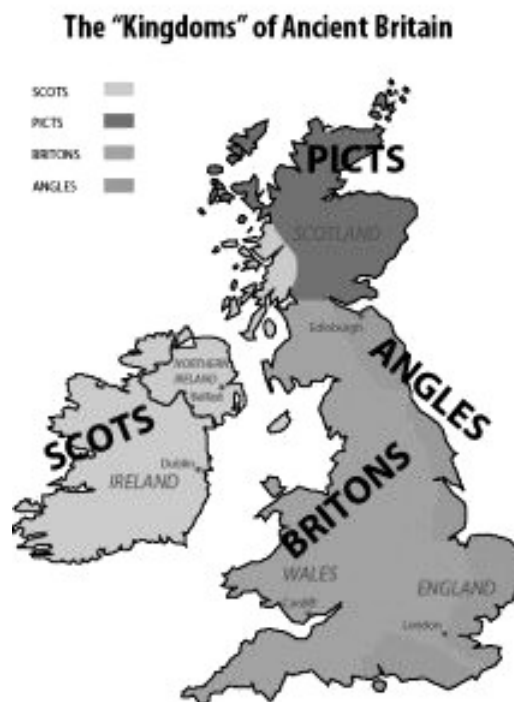 The "Kingdoms" of Ancient Britain
SCOTS
PICTS
BRITONS
ANGLES
PICTS
SCOTLAND
Edinburgh
ANGLES
NORTHERN
IRELAND
Belfast
SCOTS
Dublin
IRELAND
BRITONS
WALES
ENGLAND
Cardiff
London